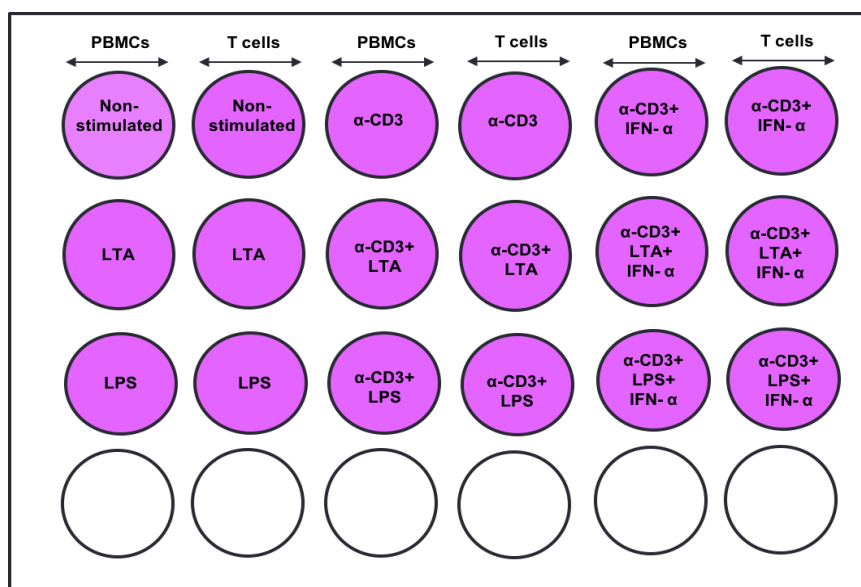 PBMCs
T cells
PBMCs
T cells
PBMCs
T cells
Non-
stimulated
Non-
stimulated
α-CD3
α-CD3
α-CD3+
IFN- α
α-CD3+
IFN- α
LTA
LTA
α-CD3+
LTA
α-CD3+
LTA
α-CD3+
LTA+
IFN- α
α-CD3+
LTA+
IFN- α
LPS
LPS
α-CD3+
LPS
α-CD3+
LPS
α-CD3+
LPS+
IFN- α
α-CD3+
LPS+
IFN- α